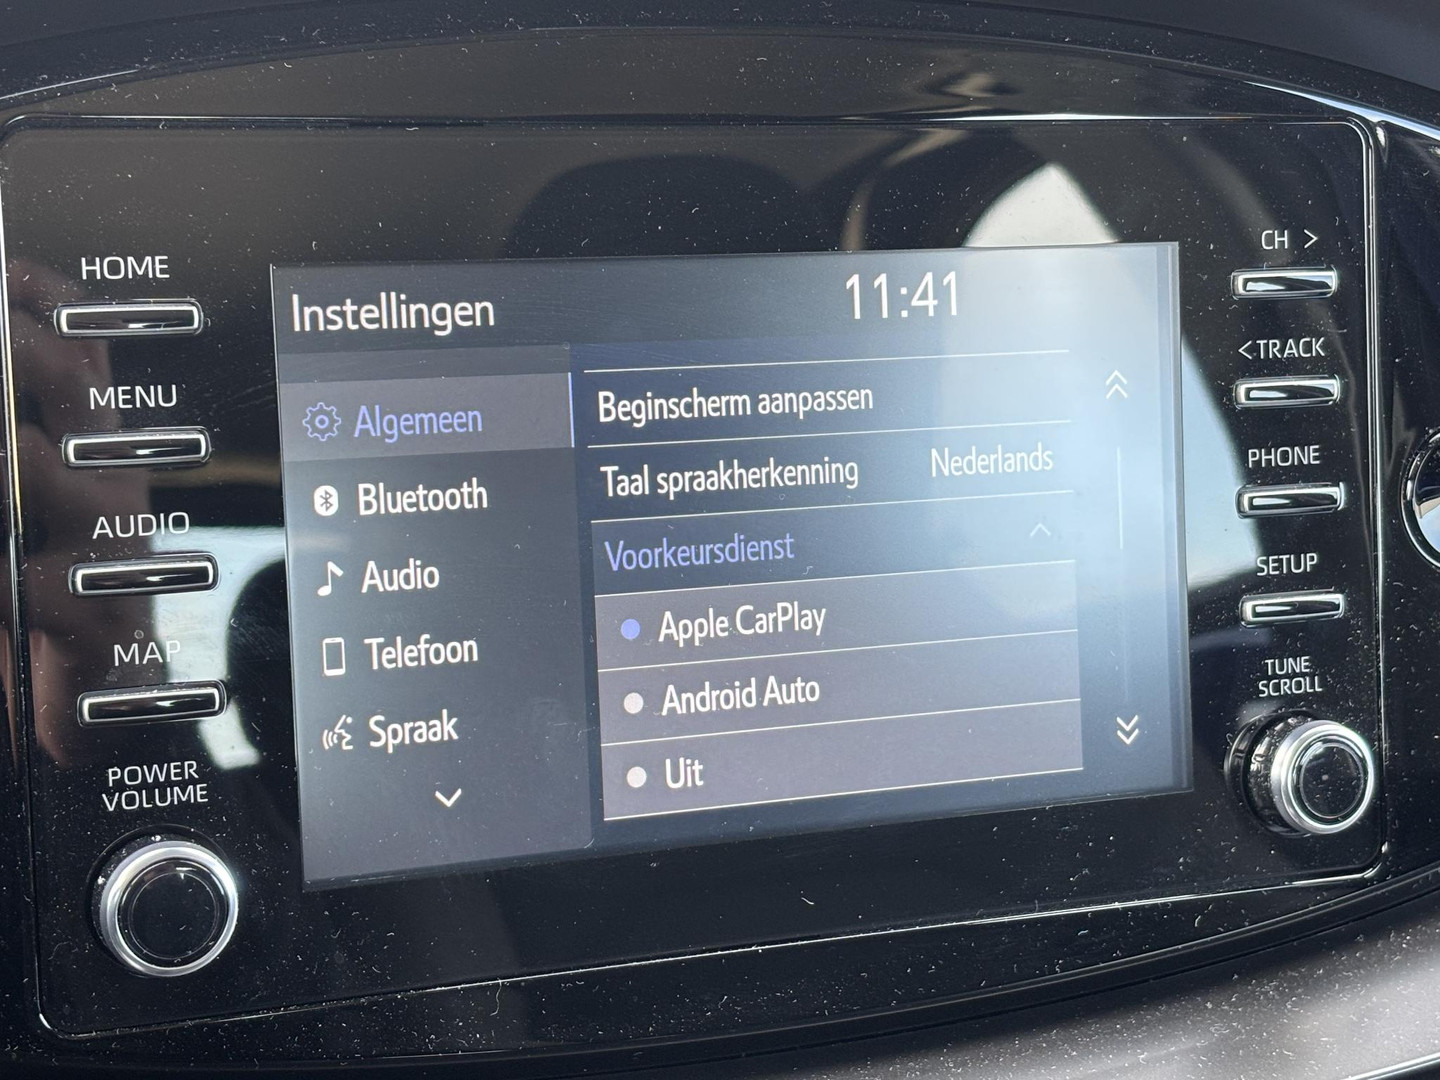 HOME
MENU
AUDIO
MAP
POWER
VOLUME
Instellingen
11:41
Algemeen
Bluetooth
Audio
Telefoon
Spraak
Beginscherm aanpassen
Taal spraakherkenning Nederlands
Voorkeursdienst
Apple CarPlay
Android Auto
Uit
CH >
<TRACK
PHONE
SETUP
TUNE
SCROLL